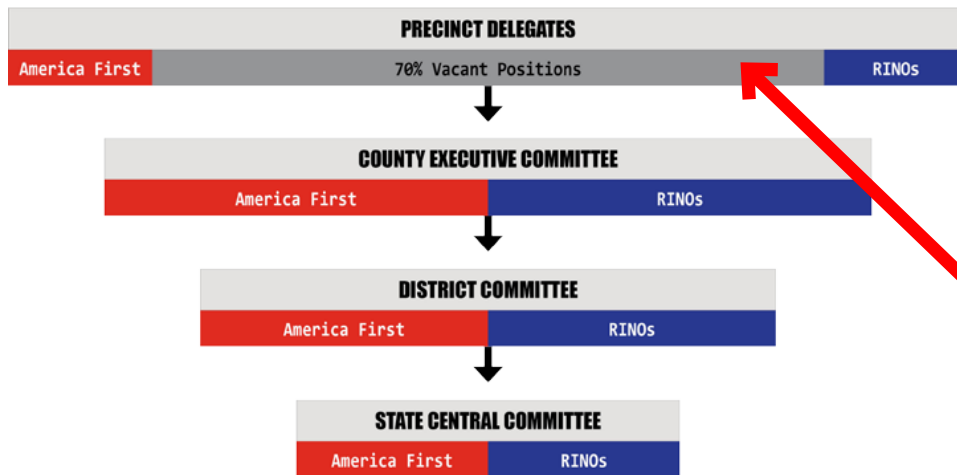 PRECINCT DELEGATES
America First 70% Vacant Positions RINOs
COUNTY EXECUTIVE COMMITTEE
America First RINOs
DISTRICT COMMITTEE
America First RINOs
STATE CENTRAL COMMITTEE
America First RINOs